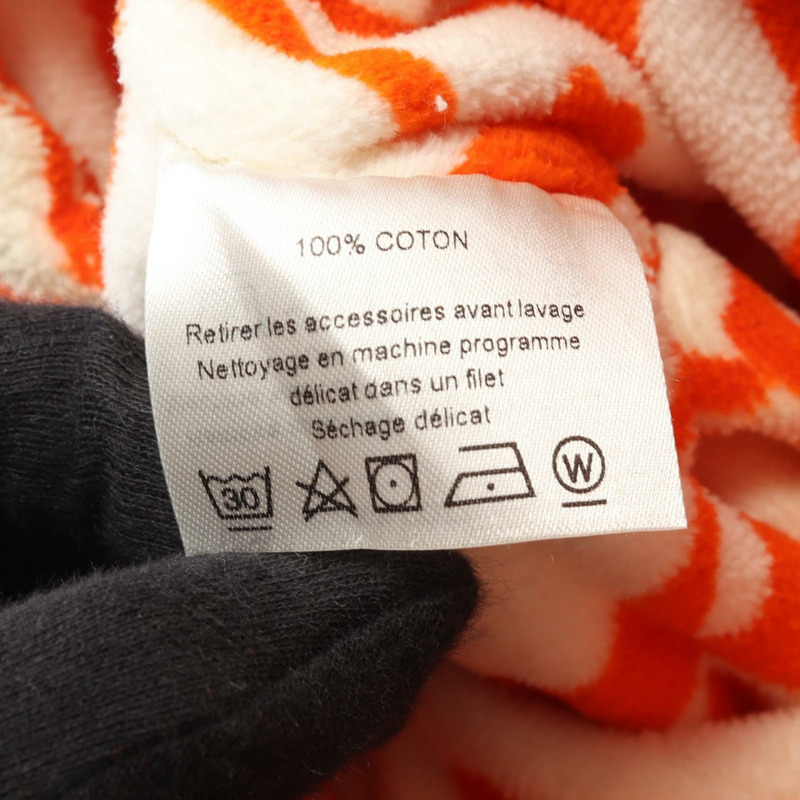 100% COTON
Retirer les accessoires avant lavage
Nettoyage en machine programme
délicat dans un filet
Séchage délicat
30 W